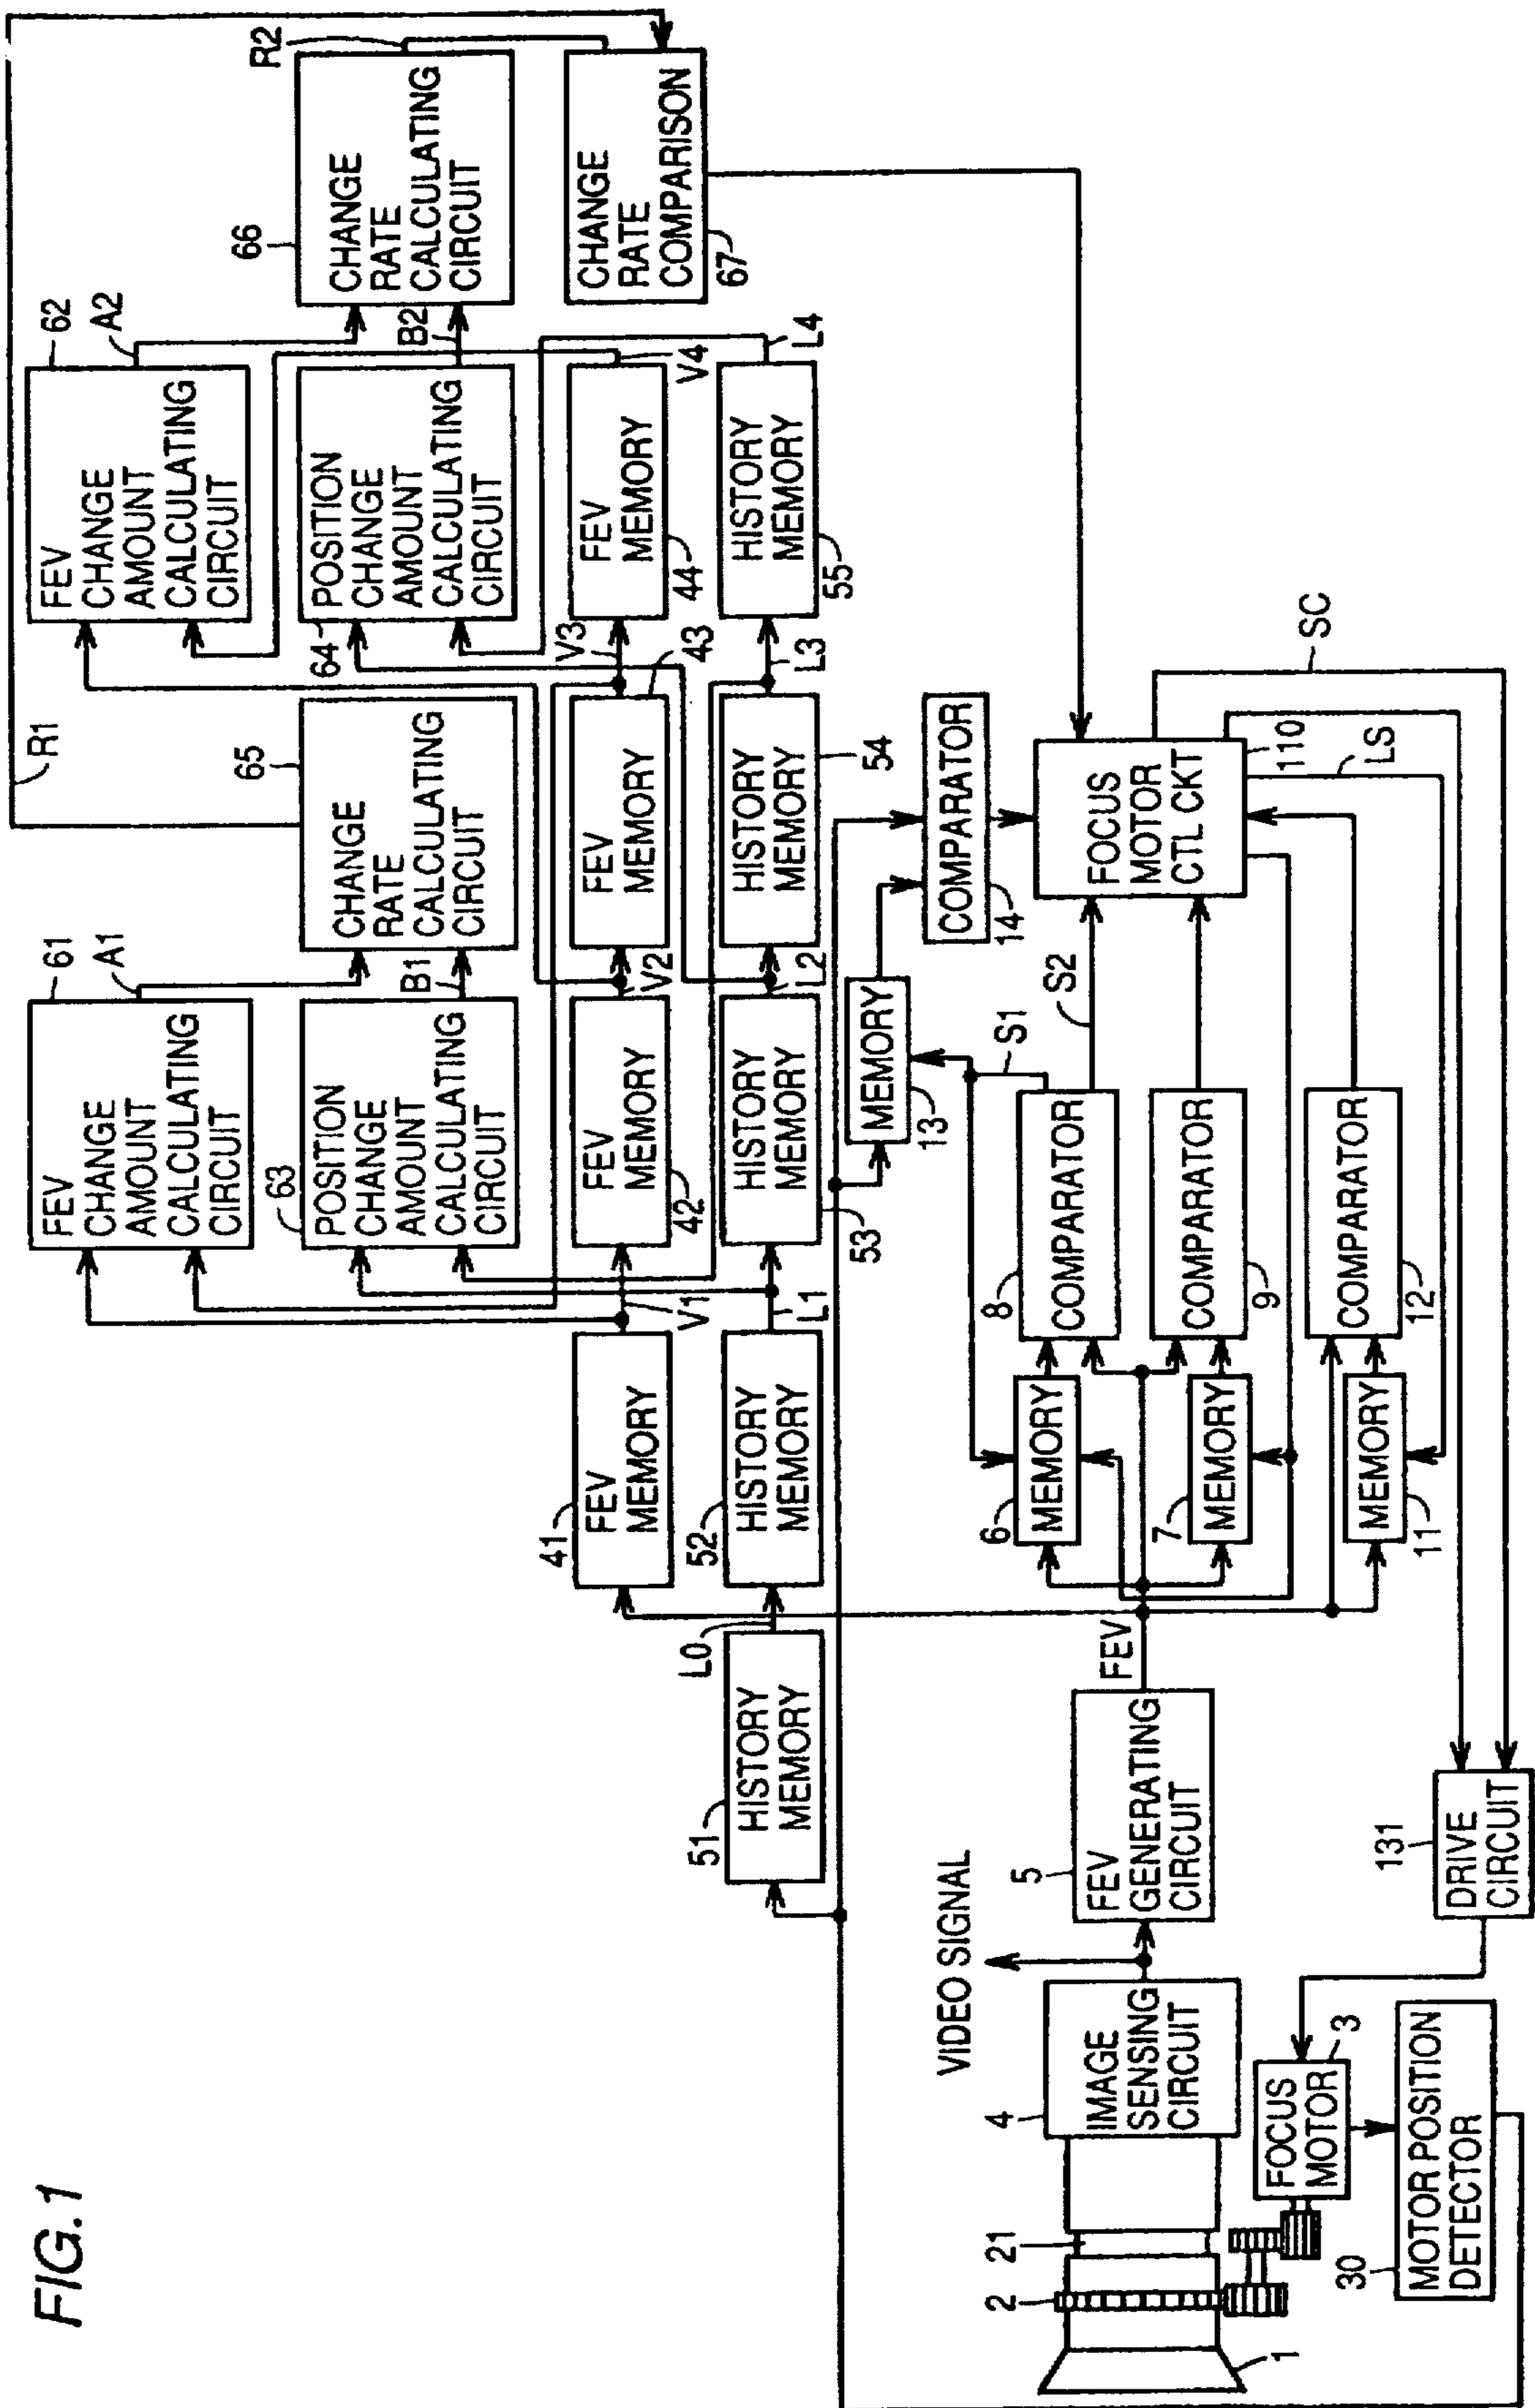 FIG. 1
61
FEV
CHANGE
AMOUNT
CALCULATING
CIRCUIT
A1
63
POSITION
CHANGE
AMOUNT
CALCULATING
CIRCUIT
B1
65
CHANGE
RATE
CALCULATING
CIRCUIT
R1
62
FEV
CHANGE
AMOUNT
CALCULATING
CIRCUIT
A2
64
POSITION
CHANGE
AMOUNT
CALCULATING
CIRCUIT
B2
66
CHANGE
RATE
CALCULATING
CIRCUIT
R2
CHANGE
RATE
COMPARISON
67
41
FEV
MEMORY
V1
FEV
MEMORY
42
V2
FEV
MEMORY
43
V3
FEV
MEMORY
44
V4
51
HISTORY
MEMORY
L0
52
HISTORY
MEMORY
L1
HISTORY
MEMORY
53
L2
HISTORY
MEMORY
54
L3
HISTORY
MEMORY
55
L4
MEMORY
13
COMPARATOR
14
S1
S2
VIDEO SIGNAL
1
2
21
4
IMAGE
SENSING
CIRCUIT
5
FEV
GENERATING
CIRCUIT
FEV
6
MEMORY
8
COMPARATOR
7
MEMORY
COMPARATOR
9
MEMORY
11
COMPARATOR
12
FOCUS
MOTOR
CTL CKT
110
LS
SC
FOCUS
MOTOR
3
30
MOTOR POSITION
DETECTOR
131
DRIVE
CIRCUIT